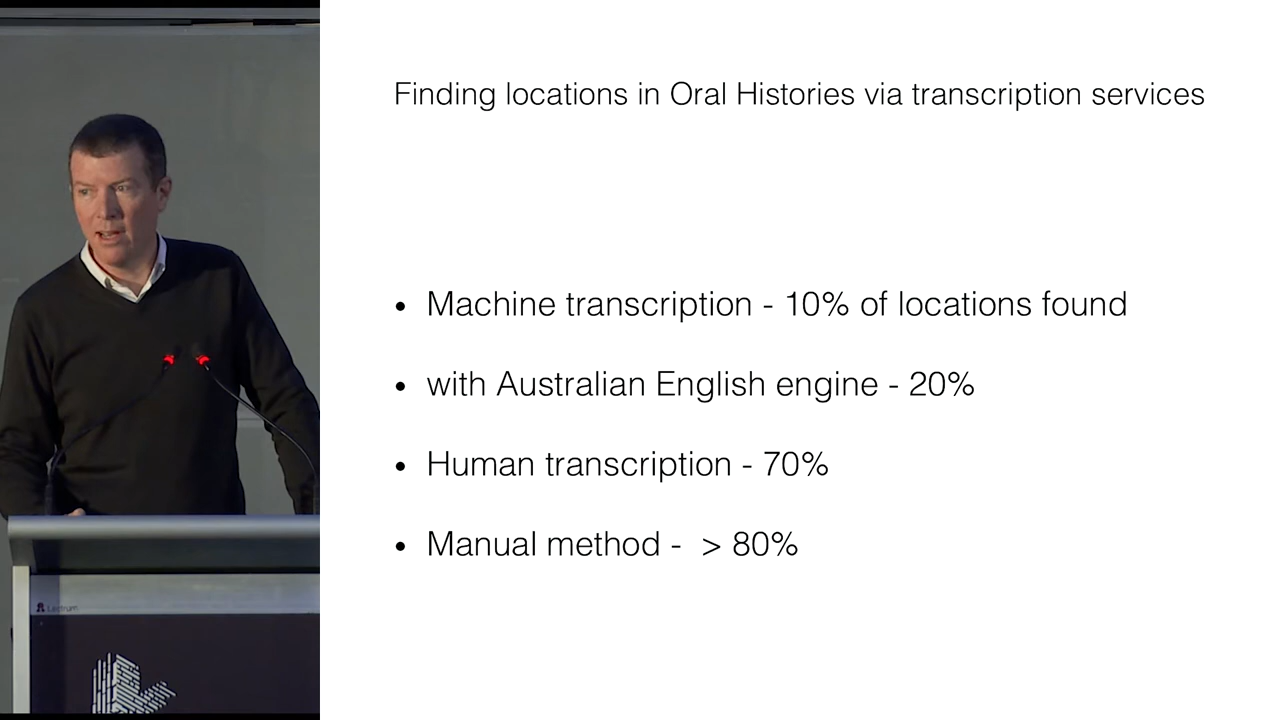 Finding locations in Oral Histories via transcription services
• Machine transcription - 10% of locations found
• with Australian English engine - 20%
• Human transcription - 70%
• Manual method - > 80%
Lectrum